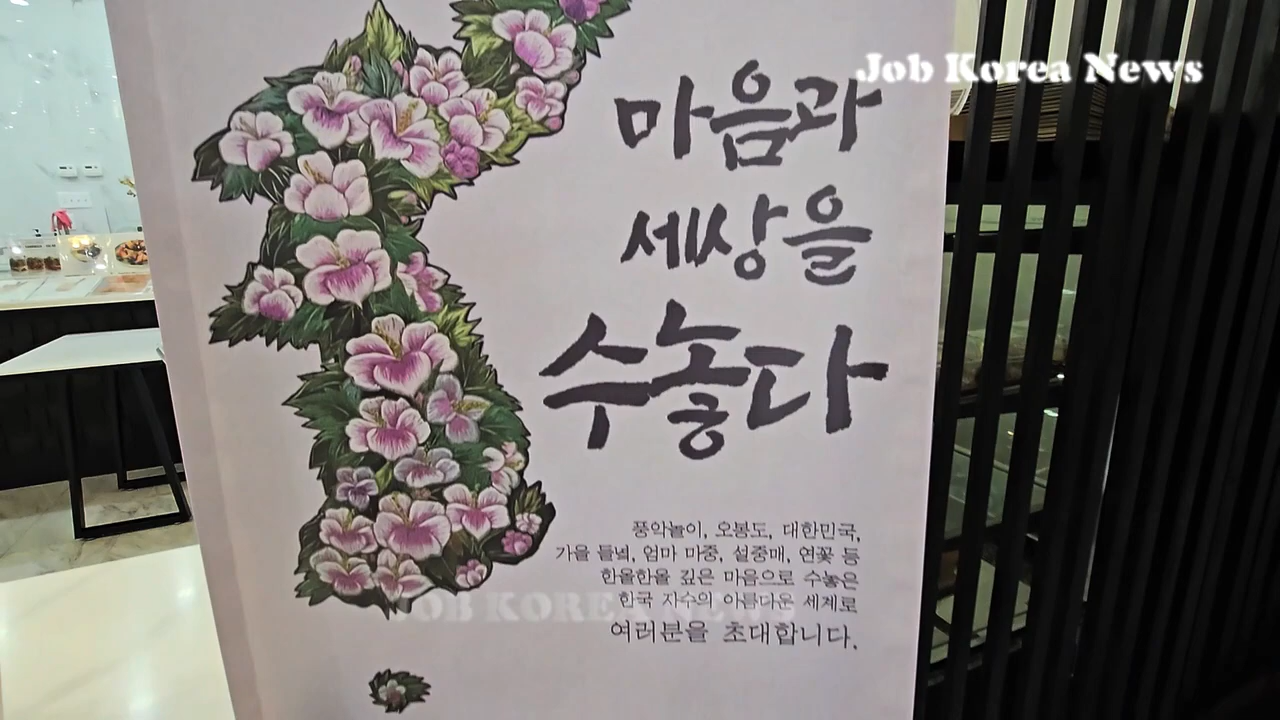 Job Korea News
마음과
세상을
수놓다
풍악놀이, 오봉도, 대한민국,
가을 들녘, 엄마 마중, 설중매, 연꽃 등
한올한올 깊은 마음으로 수놓은
한국 자수의 아름다운 세계로
여러분을 초대합니다.
JOB KOREA NEWS